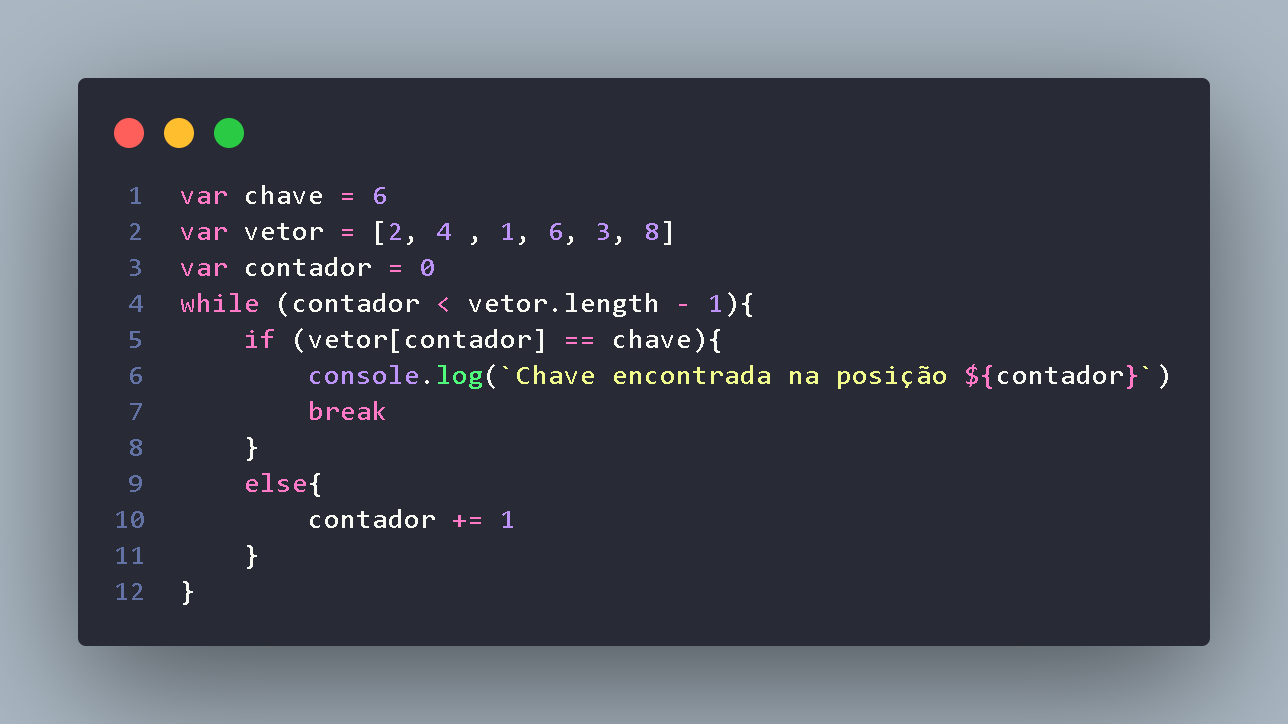 1 var chave = 6
2 var vetor = [2, 4 , 1, 6, 3, 8]
3 var contador = 0
4 while (contador < vetor.length - 1){
5     if (vetor[contador] == chave){
6         console.log(`Chave encontrada na posição ${contador}`)
7         break
8     }
9     else{
10         contador += 1
11     }
12 }